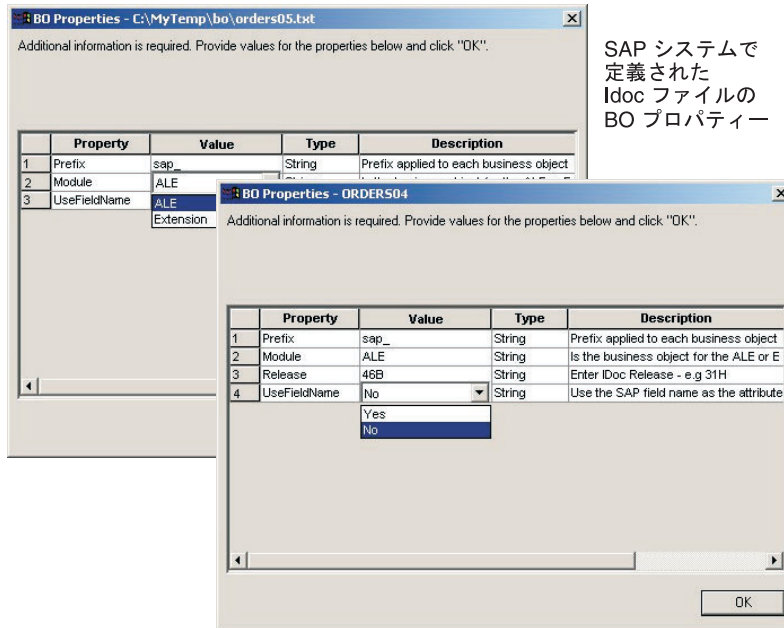 BO Properties - C:\MyTemp\bo\orders05.txt
Additional information is required. Provide values for the properties below and click "OK".
SAP システムで
定義された
Idoc ファイルの
BO プロパティー
Property Value Type Description
1 Prefix sap_ String Prefix applied to each business object
2 Module ALE
3 UseFieldName
ALE
Extension
BO Properties - ORDERS04
Additional information is required. Provide values for the properties below and click "OK".
Property Value Type Description
1 Prefix sap_ String Prefix applied to each business object
2 Module ALE String Is the business object for the ALE or E
3 Release 46B String Enter IDoc Release - e.g 31H
4 UseFieldName No String Use the SAP field name as the attribute
Yes
No
OK